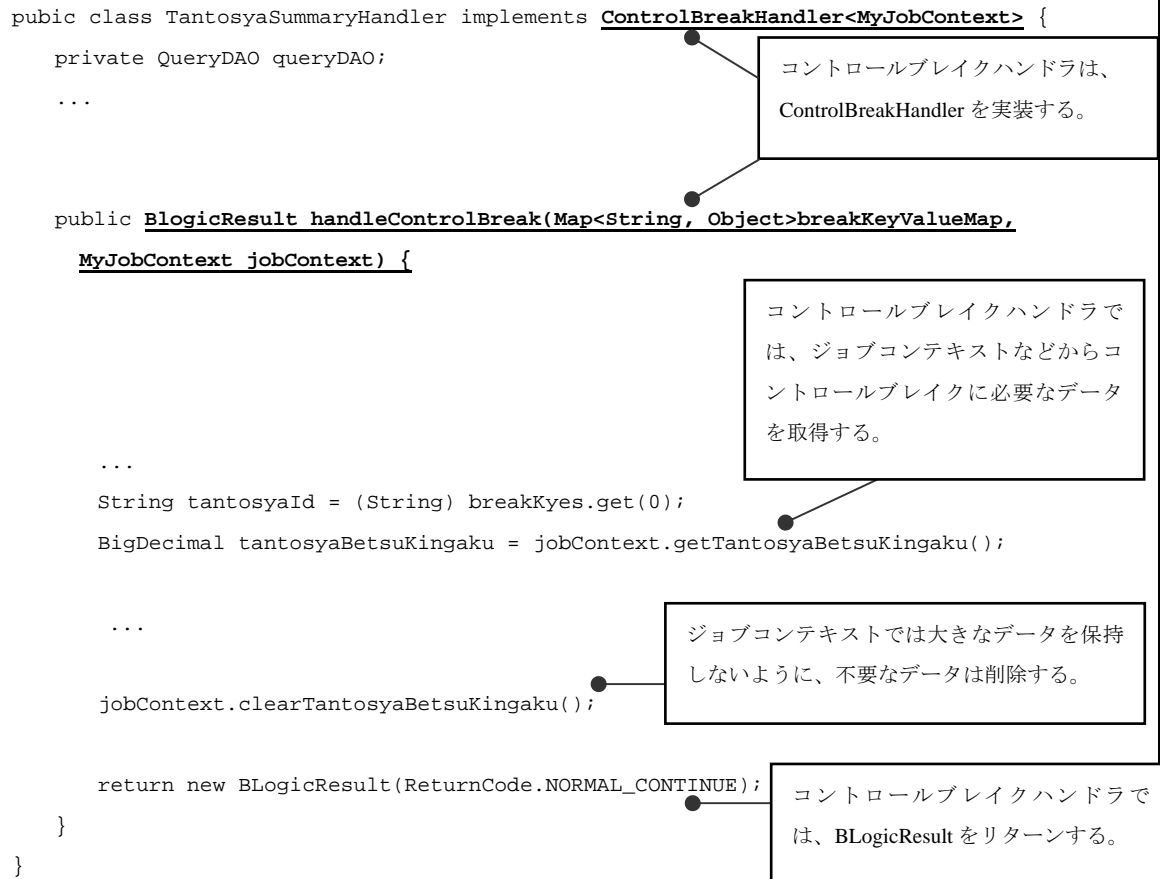 public class TantosyaSummaryHandler implements ControlBreakHandler<MyJobContext> {
private QueryDAO queryDAO;
...
コントロールブレイクハンドラは、
ControlBreakHandler を実装する。
public BlogicResult handleControlBreak(Map<String, Object>breakKeyValueMap,
MyJobContext jobContext) {
コントロールブレイクハンドラで
は、ジョブコンテキストなどからコ
ントロールブレイクに必要なデータ
を取得する。
...
String tantosyaId = (String) breakKyes.get(0);
BigDecimal tantosyaBetsuKingaku = jobContext.getTantosyaBetsuKingaku();
...
ジョブコンテキストでは大きなデータを保持
しないように、不要なデータは削除する。
jobContext.clearTantosyaBetsuKingaku();
return new BLogicResult(ReturnCode.NORMAL_CONTINUE);
コントロールブレイクハンドラで
は、BLogicResult をリターンする。
}
}